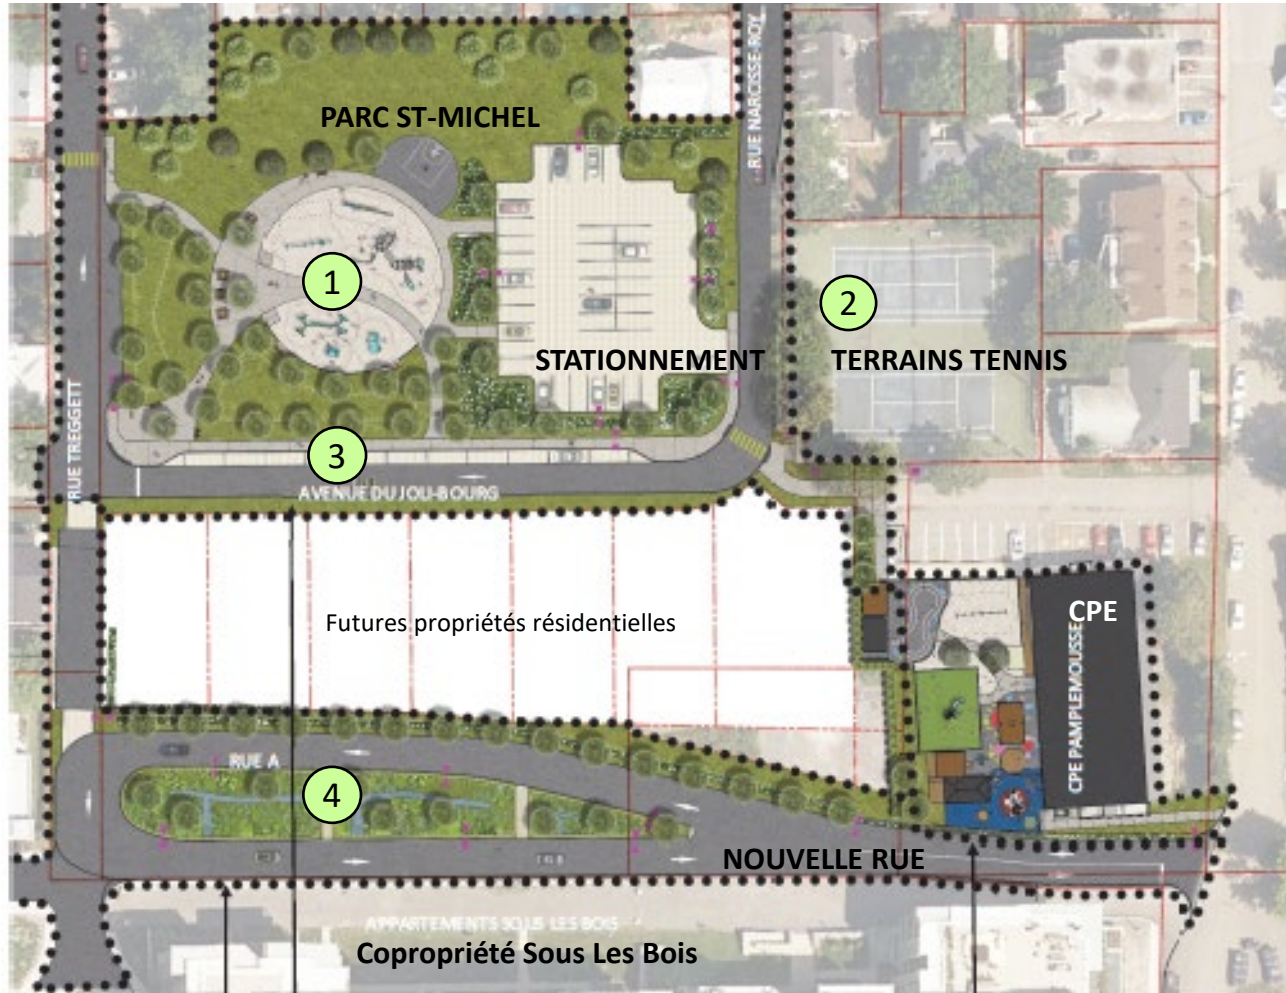 PARC ST-MICHEL
RUE NARCISSE-ROY
1
2
STATIONNEMENT
TERRAINS TENNIS
RUE TREGGETT
3
AVENUE DU JOLI-BOURG
Futures propriétés résidentielles
CPE
CPE PAMPLEMOUSSE
RUE A
4
NOUVELLE RUE
APPARTEMENTS SOUS LES BOIS
Copropriété Sous Les Bois